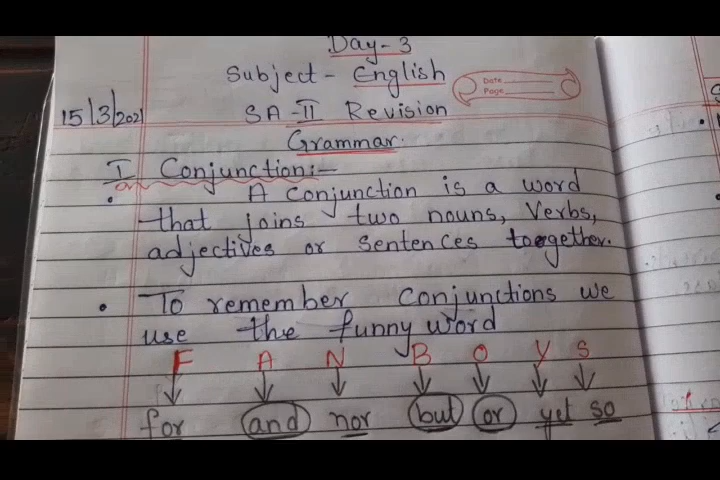 Day-3
Subject- English
Date
Page
15/3/2021
SA-II Revision
Grammar.
I Conjunction:-
A conjunction is a word
that joins two nouns, Verbs,
adjectives or sentences together.
• To remember conjunctions we
use the funny word
F A N B O Y S
for and nor but or yet so